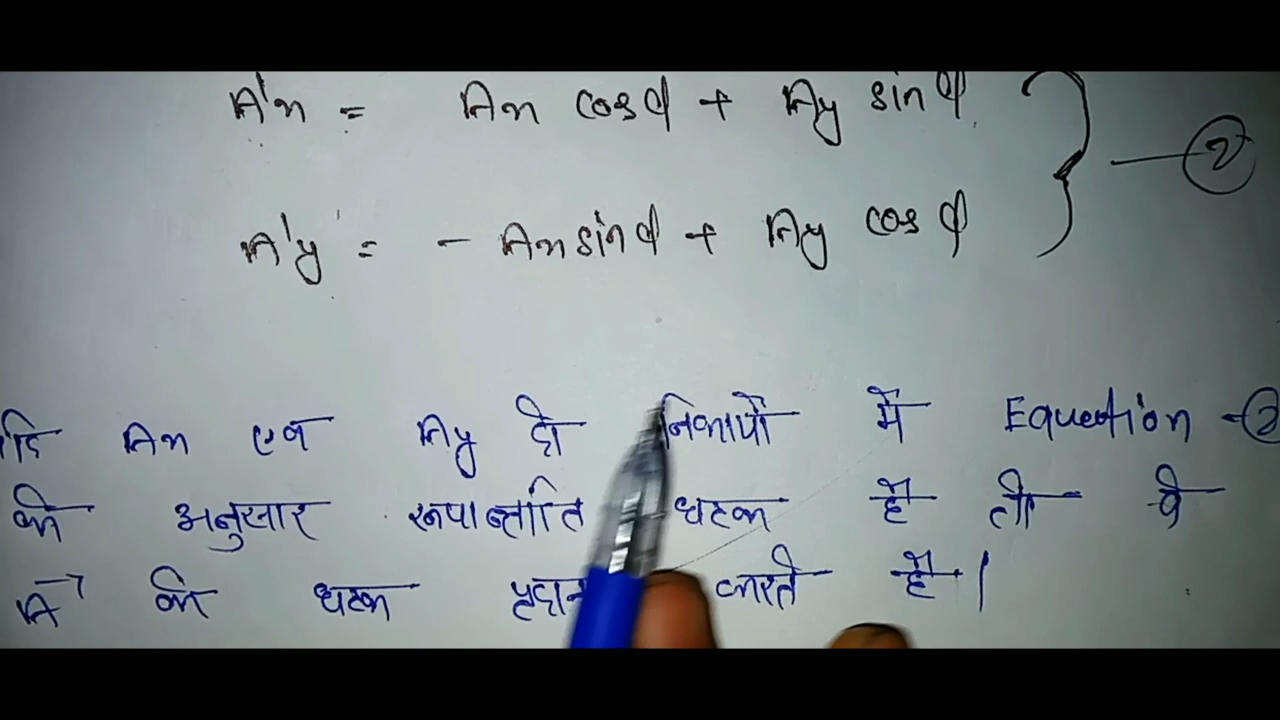 A'x = Ax cosφ + Ay sinφ
A'y = - Ax sinφ + Ay cosφ } — ②
यदि Ax एवं Ay दो निकायों में Equation - ②
के अनुसार रूपान्तरित घटक हों तो वे
A→ के घटक प्रदान करते हैं।